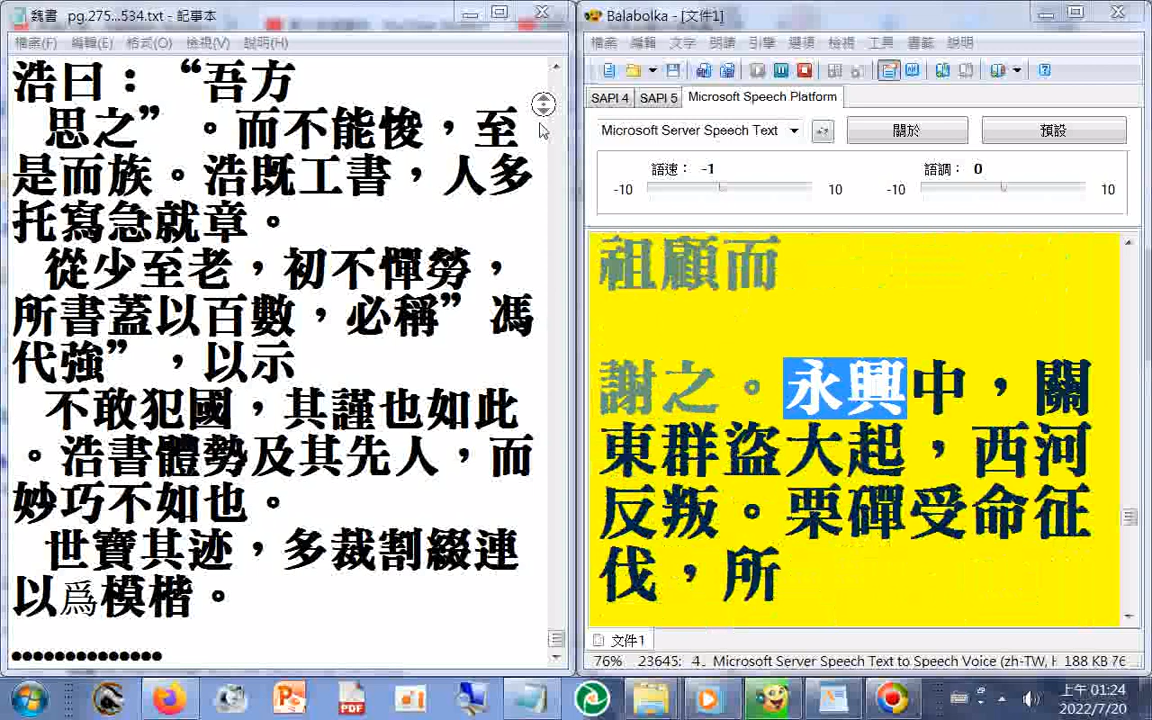 魏書 pg.275...534.txt - 記事本
檔案(F) 編輯(E) 格式(O) 檢視(V) 說明(H)
浩曰：“吾方
思之”。而不能悛，至
是而族。浩既工書，人多
托寫急就章。
從少至老，初不憚勞，
所書蓋以百數，必稱”馮
代強”，以示
不敢犯國，其謹也如此
。浩書體勢及其先人，而
妙巧不如也。
世寶其迹，多裁割綴連
以爲模楷。
●●●●●●●●●●●●●●
Balabolka - [文件1]
檔案 編輯 文字 朗讀 引擎 選項 檢視 工具 書籤 說明
SAPI 4 SAPI 5 Microsoft Speech Platform
Microsoft Server Speech Text 關於 預設
語速： -1 語調： 0
-10 10 -10 10
祖顧而
謝之。永興中，關
東群盜大起，西河
反叛。栗磾受命征
伐，所
文件1
76% 23645: 4 Microsoft Server Speech Text to Speech Voice (zh-TW, H 188 KB 76
PDF
上午 01:24
2022/7/20